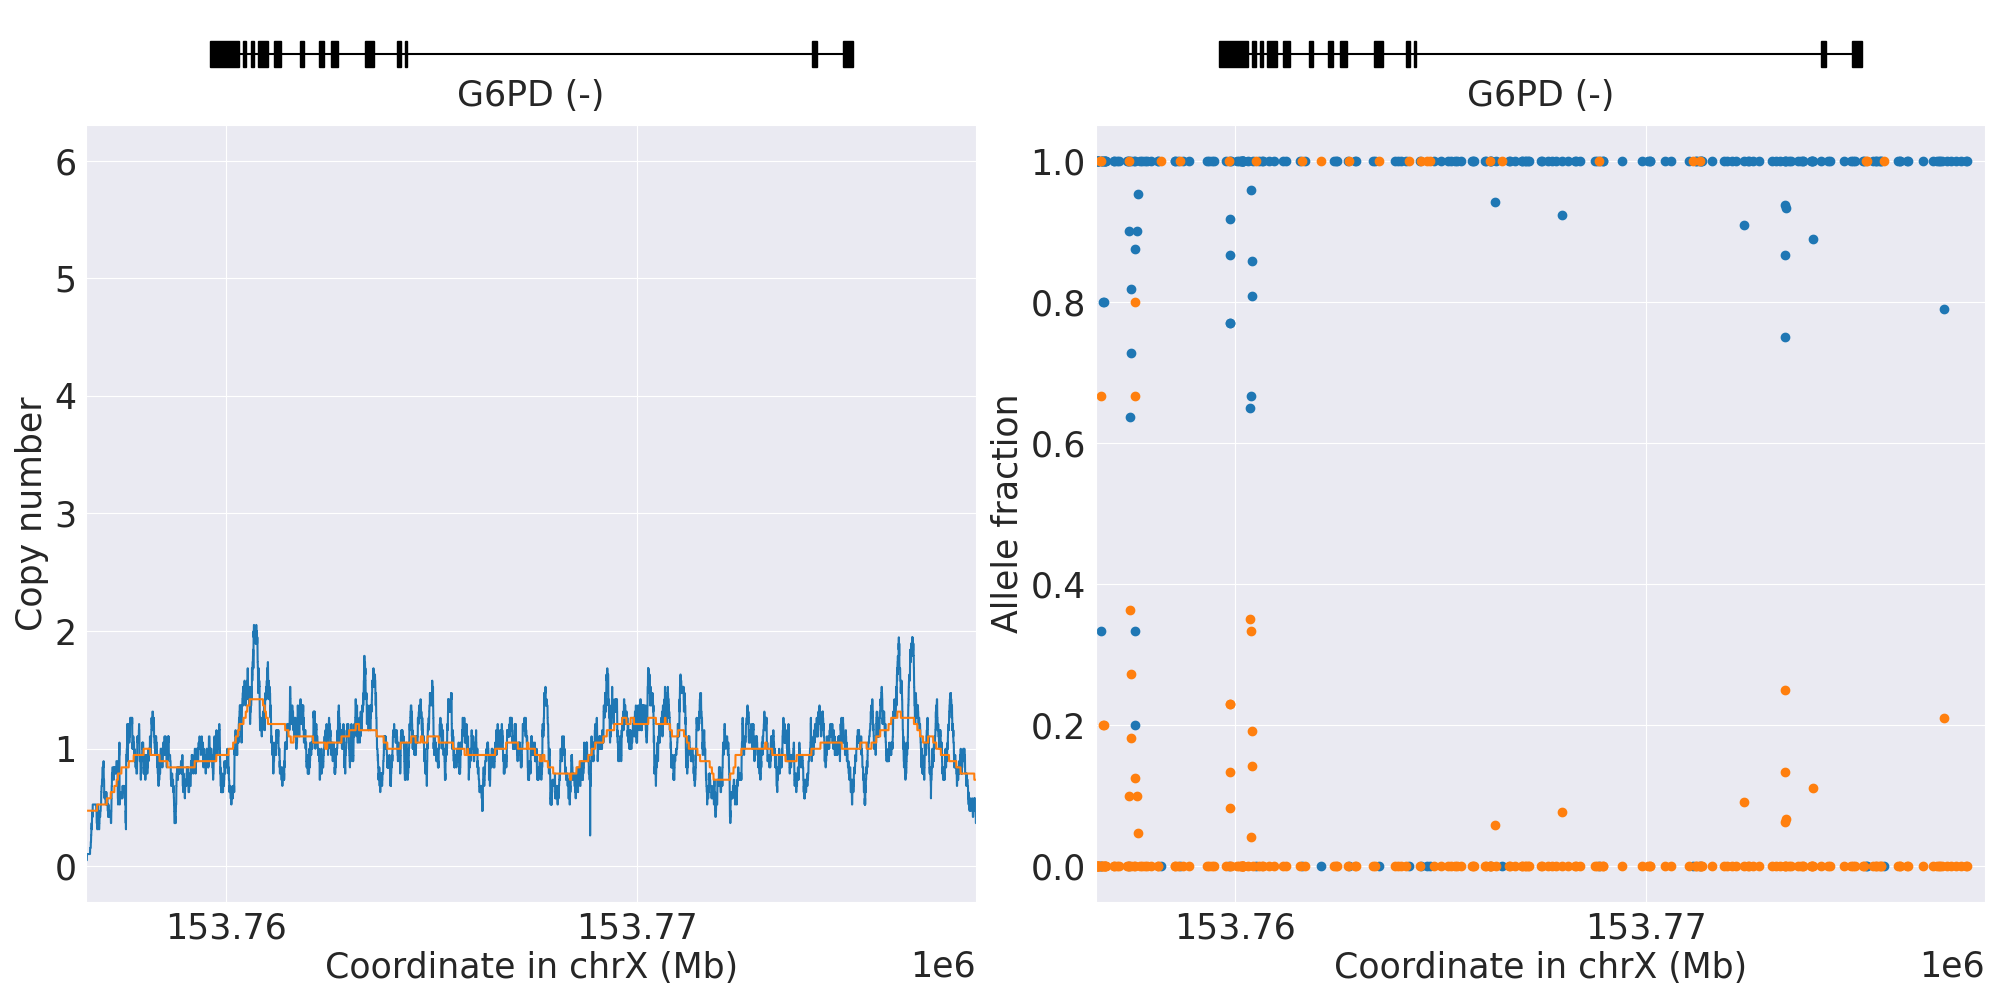 G6PD (-)
6
5
4
3
2
1
0
Copy number
153.76
153.77
Coordinate in chrX (Mb)
1e6
G6PD (-)
1.0
0.8
0.6
0.4
0.2
0.0
Allele fraction
153.76
153.77
Coordinate in chrX (Mb)
1e6